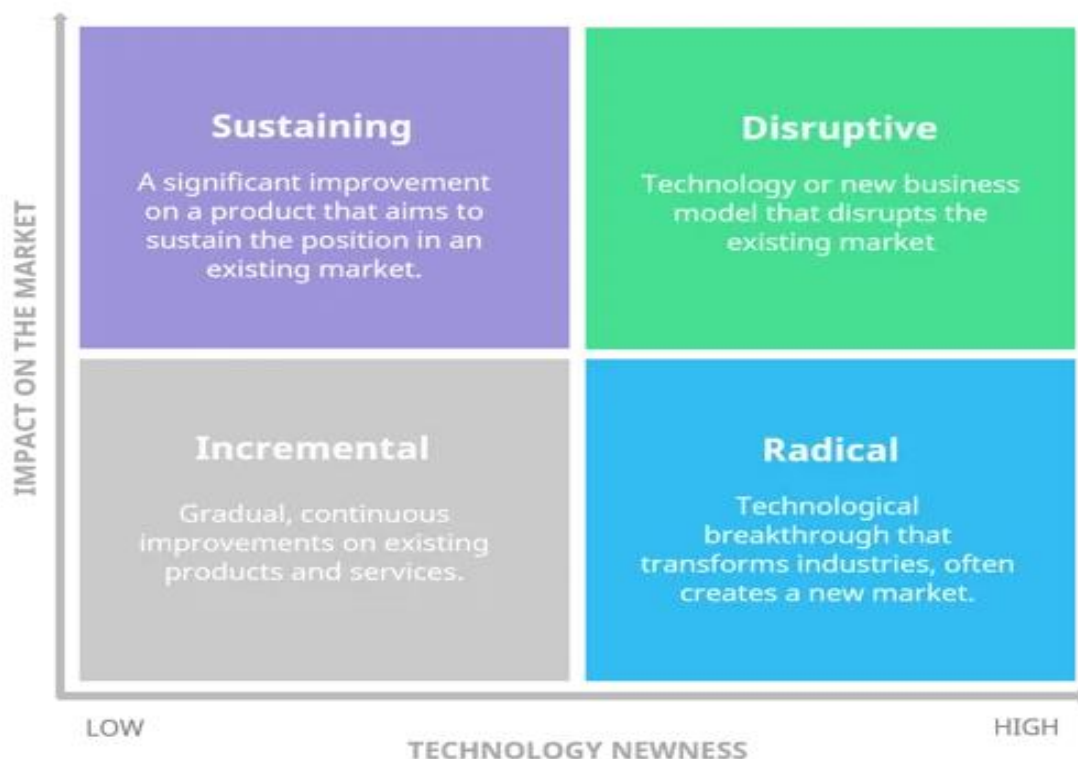 Sustaining
A significant improvement
on a product that aims to
sustain the position in an
existing market.
Disruptive
Technology or new business
model that disrupts the
existing market
IMPACT ON THE MARKET
Incremental
Gradual, continuous
improvements on existing
products and services.
Radical
Technological
breakthrough that
transforms industries, often
creates a new market.
LOW
HIGH
TECHNOLOGY NEWNESS